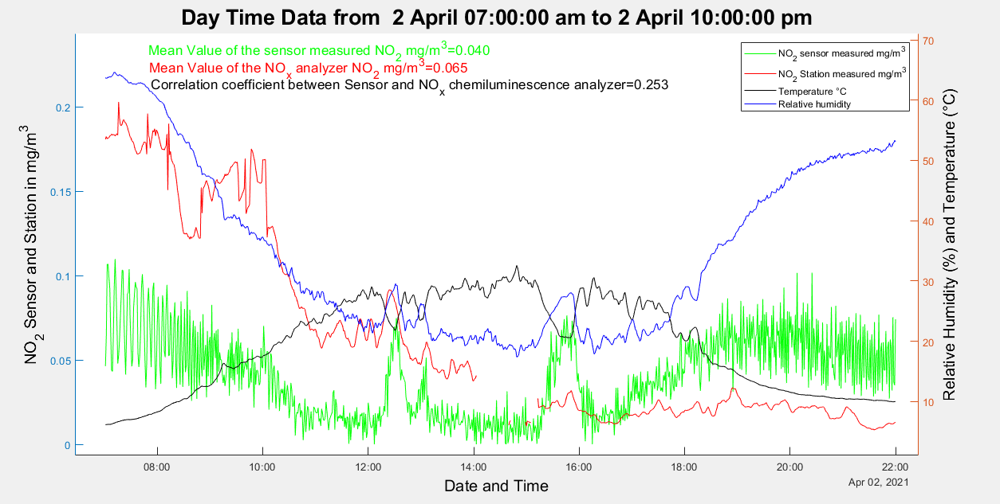 Day Time Data from  2 April 07:00:00 am to 2 April 10:00:00 pm
Mean Value of the sensor measured NO2 mg/m3=0.040
Mean Value of the NOx analyzer NO2 mg/m3=0.065
Correlation coefficient between Sensor and NOx chemiluminescence analyzer=0.253
NO2 sensor measured mg/m3
NO2 Station measured mg/m3
Temperature °C
Relative humidity
NO2 Sensor and Station in mg/m3
0.2
0.15
0.1
0.05
0
70
60
50
40
30
20
10
Relative Humidity (%) and Temperature (°C)
08:00 10:00 12:00 14:00 16:00 18:00 20:00 22:00
Apr 02, 2021
Date and Time